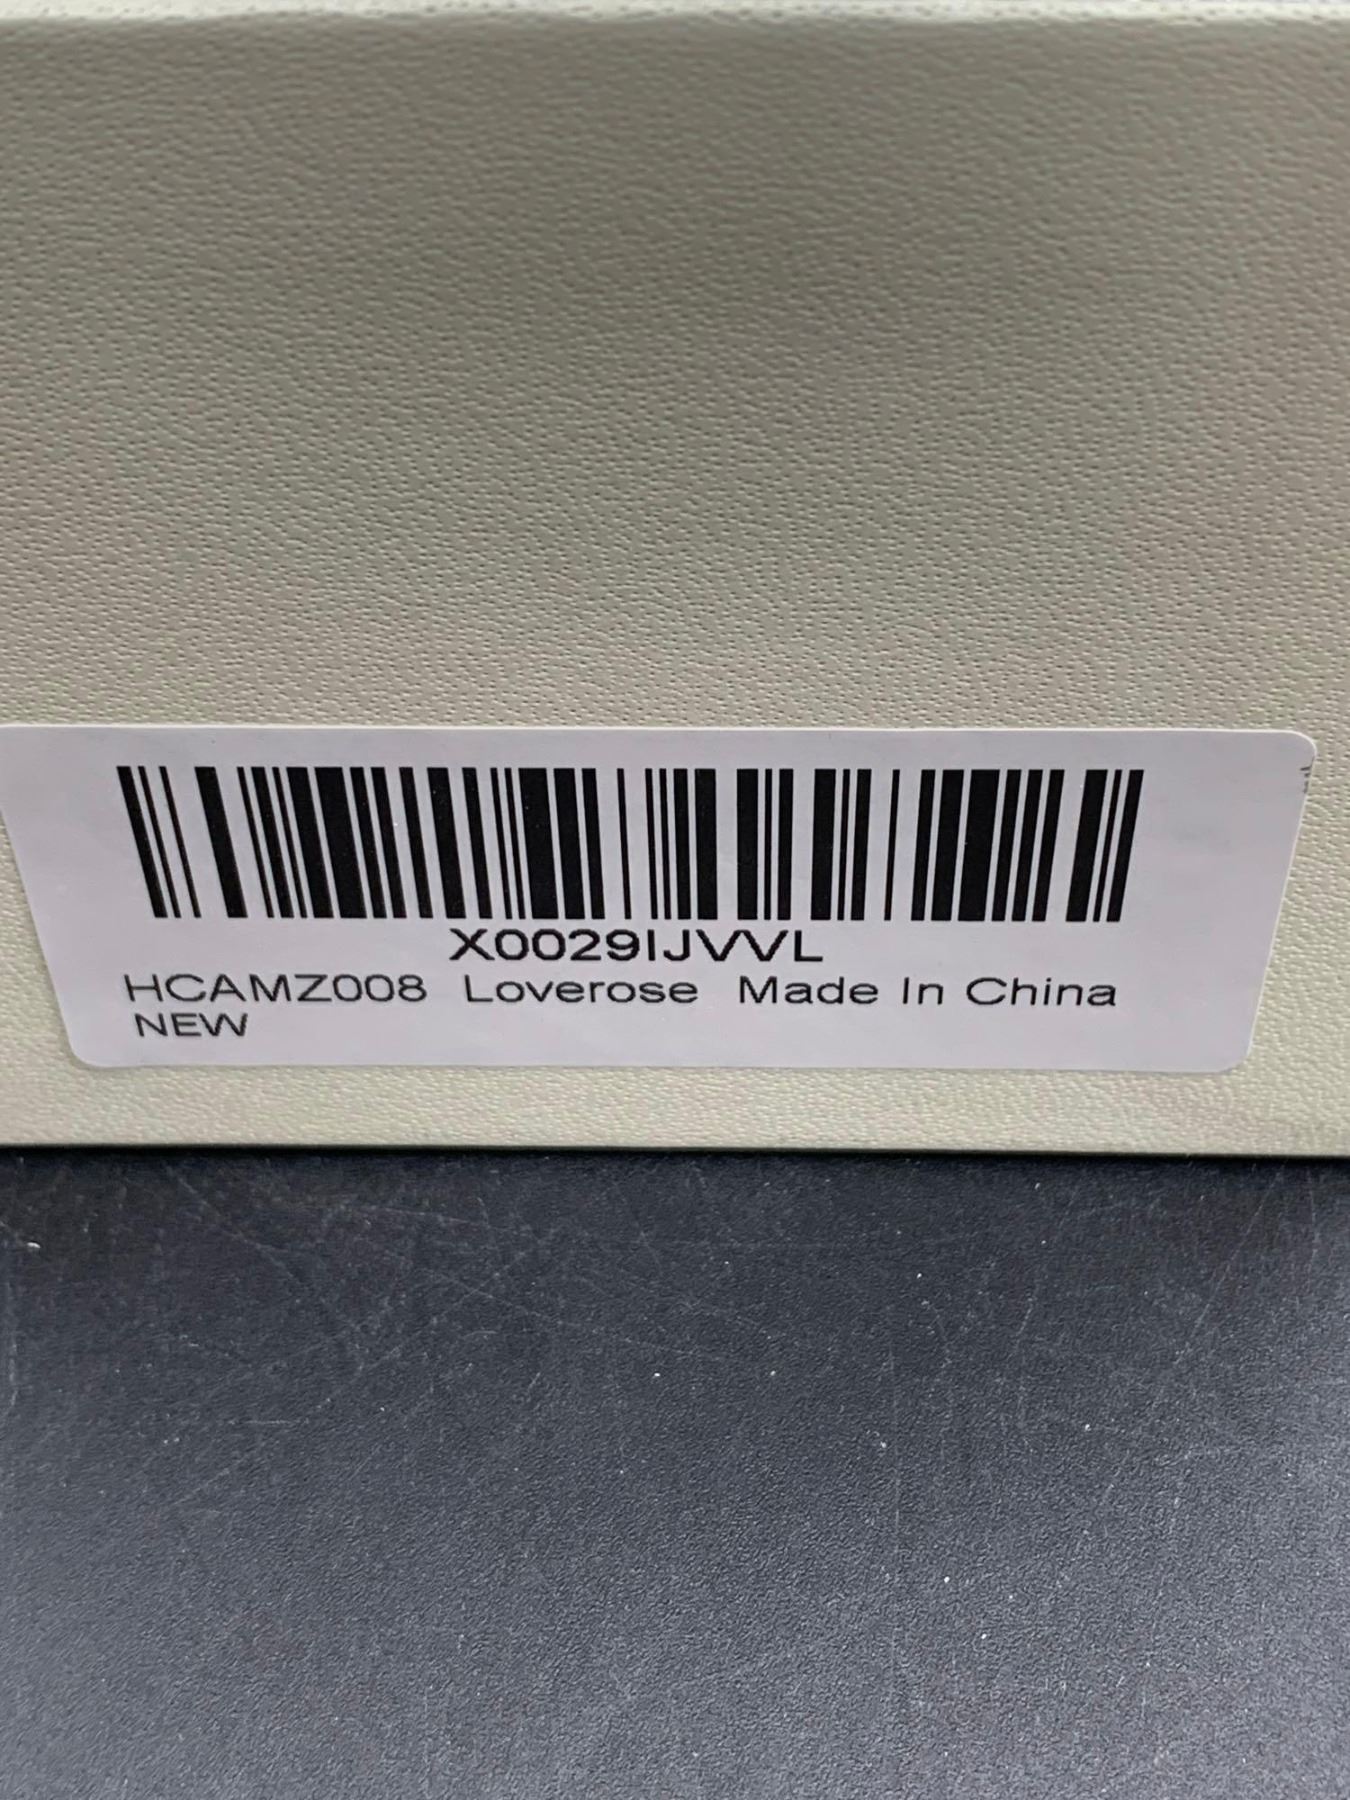 X0029IJVVL
HCAMZ008 Loverose Made In China
NEW